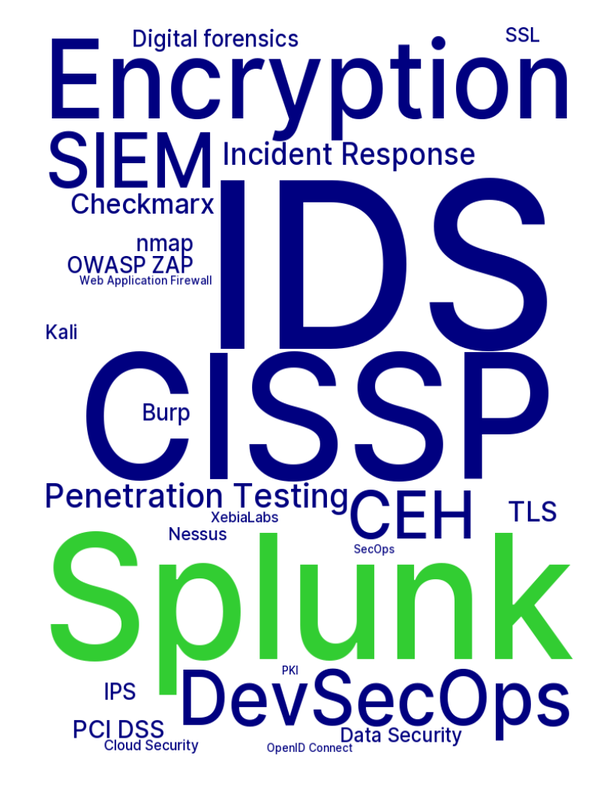 Digital forensics
SSL
Encryption
SIEM
Incident Response
Checkmarx
IDS
nmap
OWASP ZAP
Web Application Firewall
Kali
CISSP
Burp
Penetration Testing
CEH
TLS
XebiaLabs
Nessus
SecOps
Splunk
PKI
IPS
DevSecOps
PCI DSS
Data Security
Cloud Security
OpenID Connect